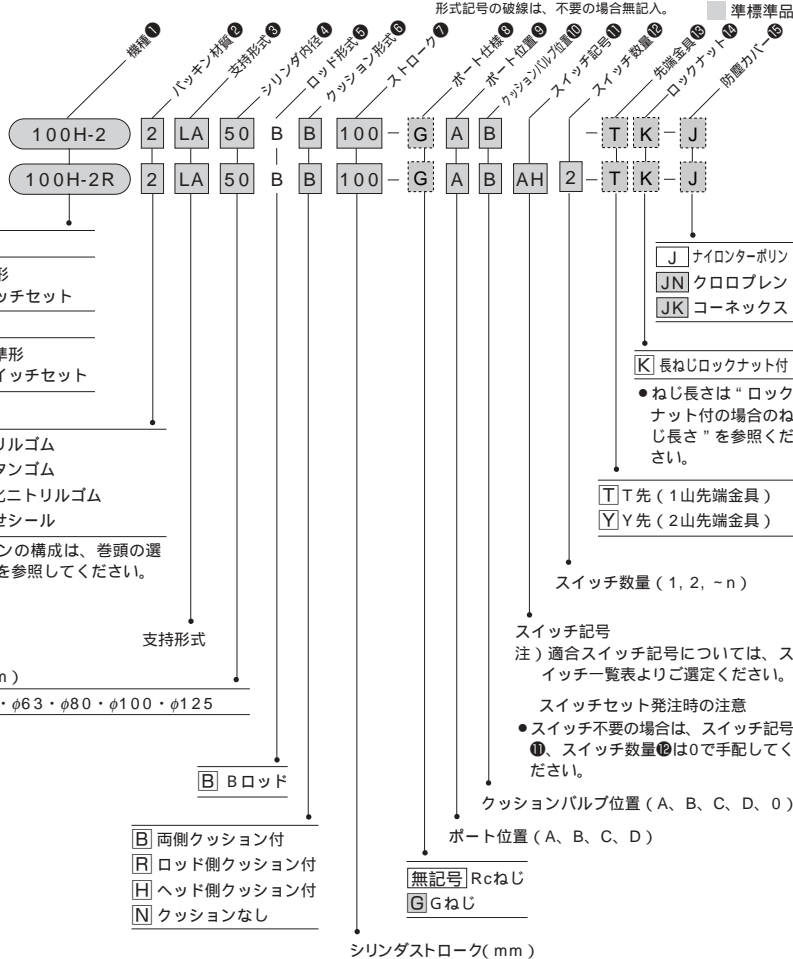 形式記号の破線は、不要の場合無記入。
準標準品
機種❶
パッキン材質❷
支持形式❸
シリンダ内径❹
ロッド形式❺
クッション形式❻
ストローク❼
ポート仕様❽
ポート位置❾
クッションバルブ位置❿
スイッチ記号⓫
スイッチ数量⓬
先端金具⓭
ロックナット⓮
防塵カバー⓯
100H-2 2 LA 50 B B 100 - G A B - T K - J
100H-2R 2 LA 50 B B 100 - G A B AH 2 - T K - J
J ナイロンターポリン
JN クロロプレン
JK コーネックス
形
ッチセット
準形
イッチセット
K 長ねじロックナット付
●ねじ長さは“ロック
ナット付の場合のね
じ長さ”を参照くだ
さい。
リルゴム
タンゴム
化ニトリルゴム
せシール
ンの構成は、巻頭の選
を参照してください。
T T先(1山先端金具)
Y Y先(2山先端金具)
スイッチ数量(1, 2, ~n)
支持形式
スイッチ記号
注)適合スイッチ記号については、ス
イッチ一覧表よりご選定ください。
m)
・φ63・φ80・φ100・φ125
スイッチセット発注時の注意
●スイッチ不要の場合は、スイッチ記号
⓫、スイッチ数量⓬は0で手配してく
ださい。
B Bロッド
クッションバルブ位置(A、B、C、D、0)
ポート位置(A、B、C、D)
B 両側クッション付
R ロッド側クッション付
H ヘッド側クッション付
N クッションなし
無記号 Rcねじ
G Gねじ
シリンダストローク(mm)